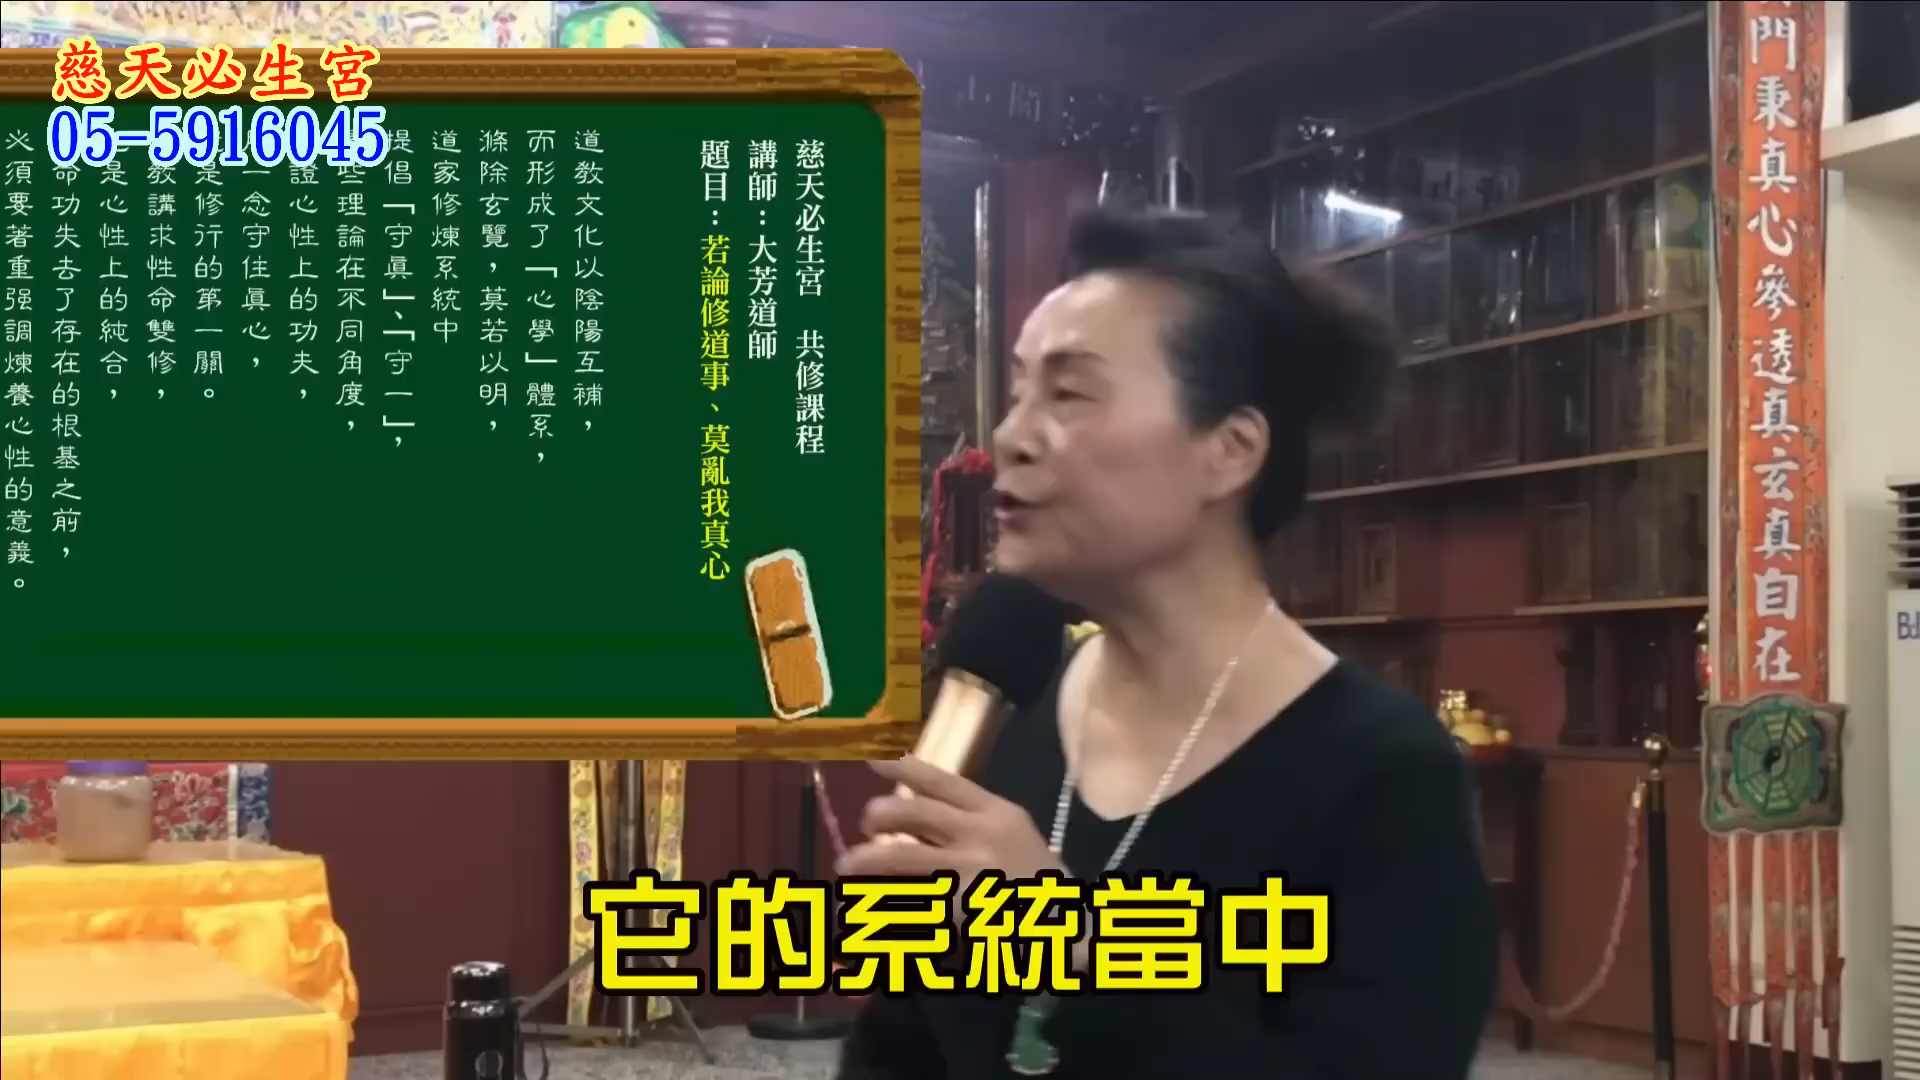 慈天必生宮
05-5916045
慈天必生宮　共修課程
講師：大芳道師
題目：若論修道事、莫亂我真心
道教文化以陰陽互補，
而形成了「心學」體系，
滌除玄覽，莫若以明，
道家修煉系統中
提倡「守真」、「守一」，
些理論在不同角度，
證心性上的功夫，
一念守住真心，
是修行的第一關。
教講求性命雙修，
是心性上的純合，
命功失去了存在的根基之前，
必須要著重強調煉養心性的意義。
門秉真心參透真玄真自在
它的系統當中